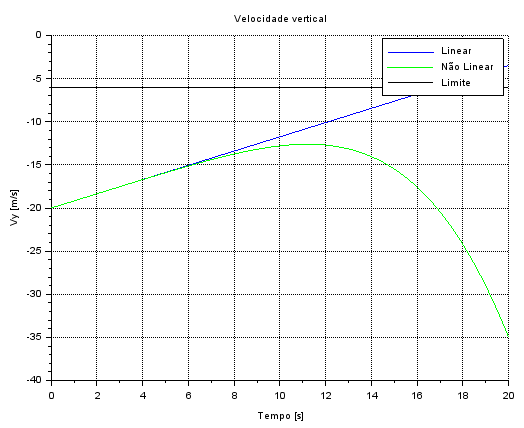 Velocidade vertical
Linear
Não Linear
Limite
Vy [m/s]
0
-5
-10
-15
-20
-25
-30
-35
-40
0 2 4 6 8 10 12 14 16 18 20
Tempo [s]